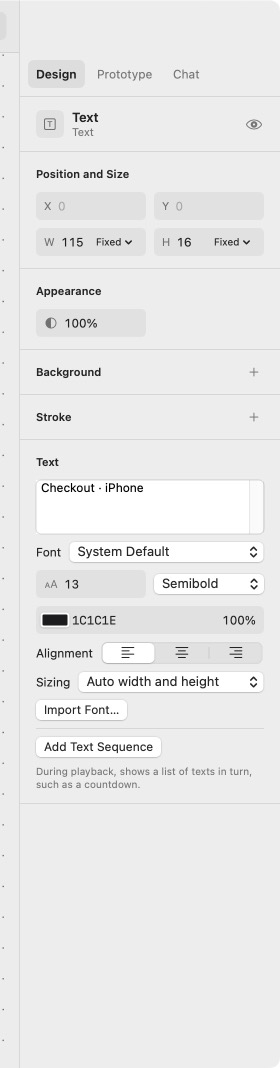 Design Prototype Chat
T Text
Text
Position and Size
X 0 Y 0
W 115 Fixed H 16 Fixed
Appearance
100%
Background +
Stroke +
Text
Checkout · iPhone
Font System Default
AA 13 Semibold
1C1C1E 100%
Alignment
Sizing Auto width and height
Import Font...
Add Text Sequence
During playback, shows a list of texts in turn,
such as a countdown.